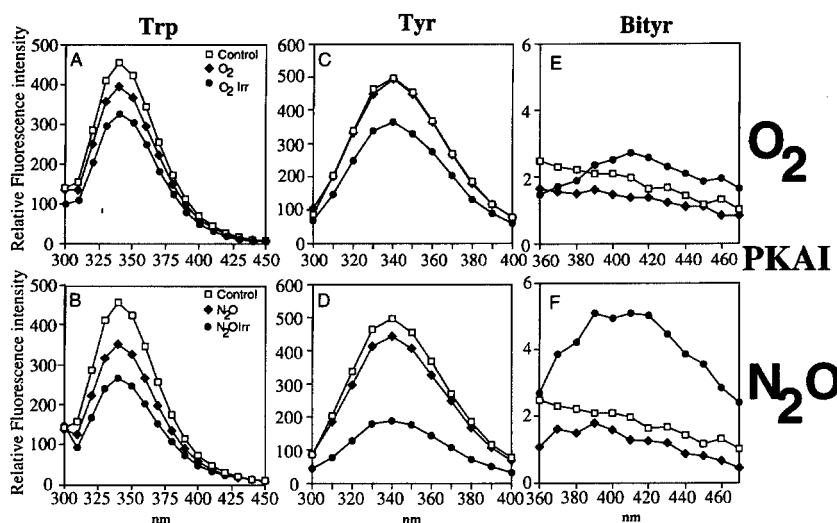 Trp
Tyr
Bityr
Relative Fluorescence intensity
500
400
300
200
100
0
A
Control
O2
O2 Irr
300 325 350 375 400 425 450
600
500
400
300
200
100
0
C
300 320 340 360 380 400
6
4
2
0
E
360 380 400 420 440 460
O2
PKAI
Relative Fluorescence intensity
500
400
300
200
100
0
B
Control
N2O
N2OIrr
300 325 350 375 400 425 450
nm
600
500
400
300
200
100
0
D
300 320 340 360 380 400
nm
6
4
2
0
F
360 380 400 420 440 460
nm
N2O